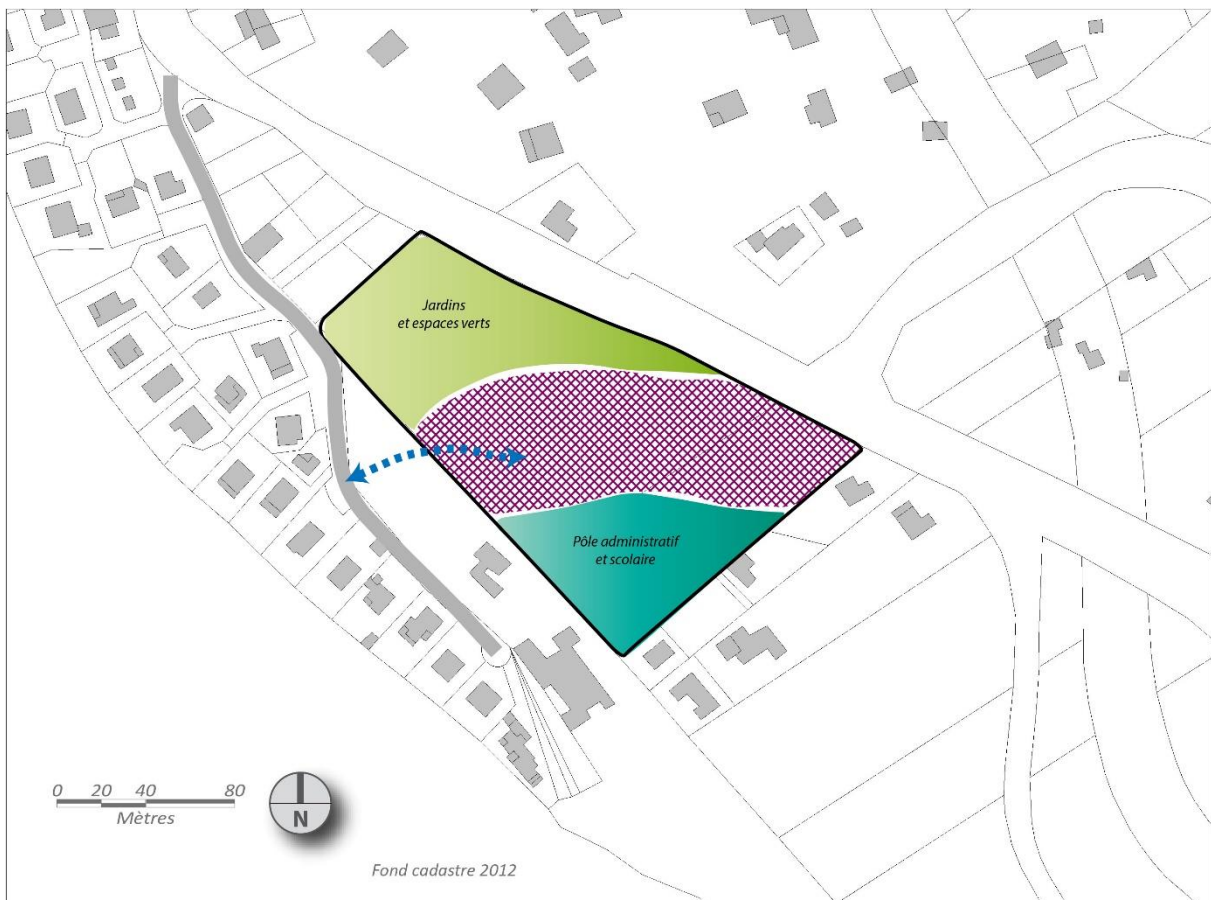 Jardins
et espaces verts
Pôle administratif
et scolaire
0 20 40 80
Mètres
N
Fond cadastre 2012